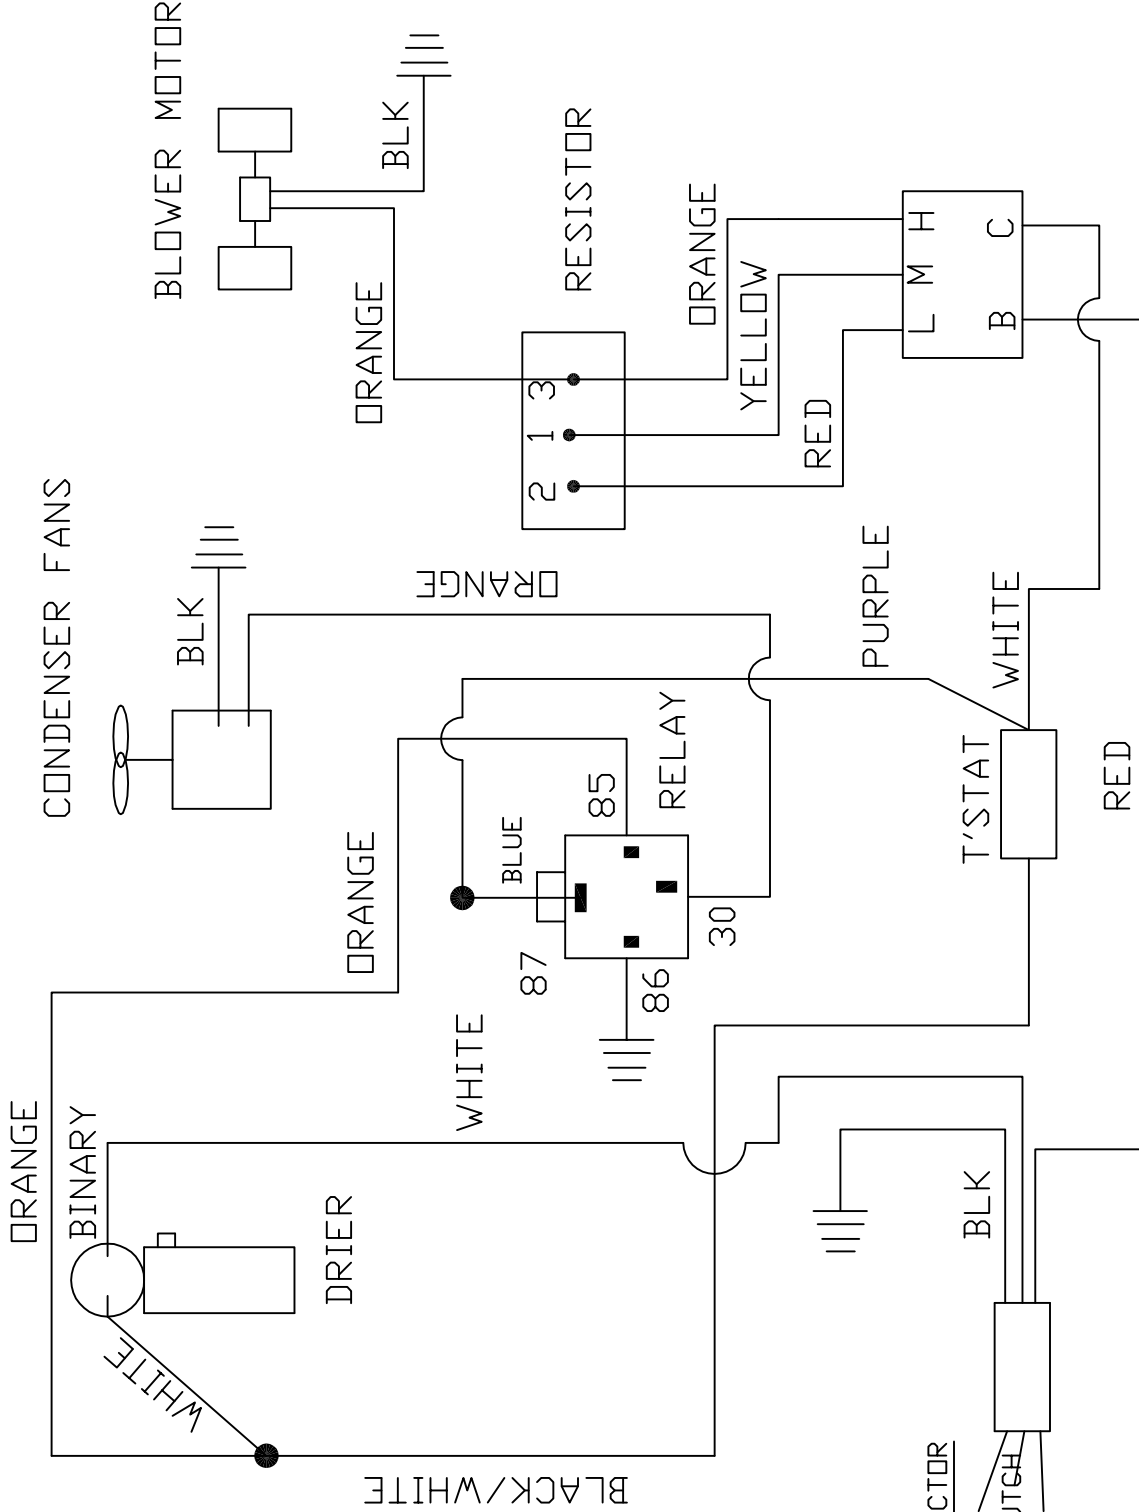 BLOWER MOTOR
BLK
ORANGE
RESISTOR
3
1
2
ORANGE
YELLOW
RED
H
M
L
C
B
CONDENSER FANS
BLK
ORANGE
PURPLE
WHITE
T'STAT
RED
RELAY
85
BLUE
87
86
30
ORANGE
WHITE
ORANGE
BINARY
DRIER
WHITE
BLACK/WHITE
BLK
CTOR
ITCH